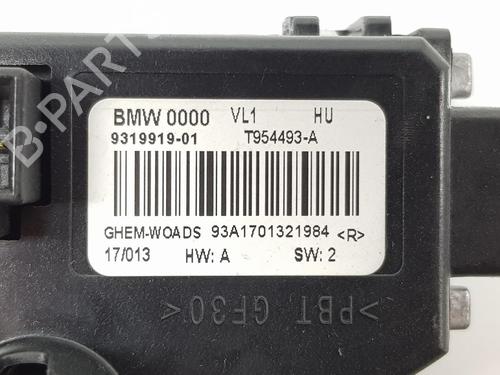 B-PARTS
BMW 0000 VL1 HU
9319919-01 T954493-A
GHEM-WOADS 93A1701321984 <R>
17/013 HW: A SW: 2
>PBT GF30<